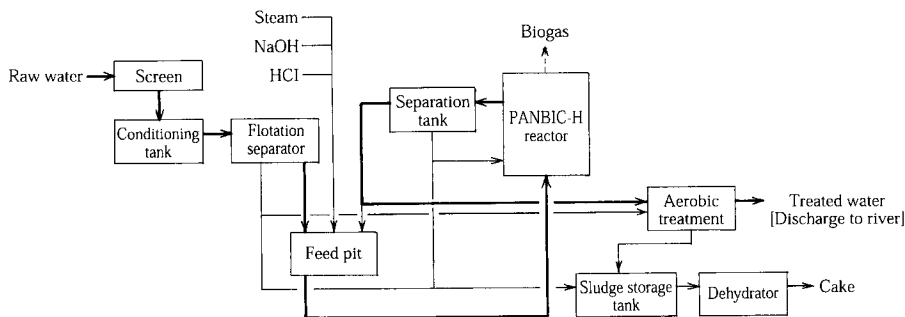 Steam
NaOH
HCl
Biogas
Raw water
Screen
Conditioning
tank
Flotation
separator
Separation
tank
PANBIC-H
reactor
Feed pit
Aerobic
treatment
Treated water
[Discharge to river]
Sludge storage
tank
Dehydrator
Cake